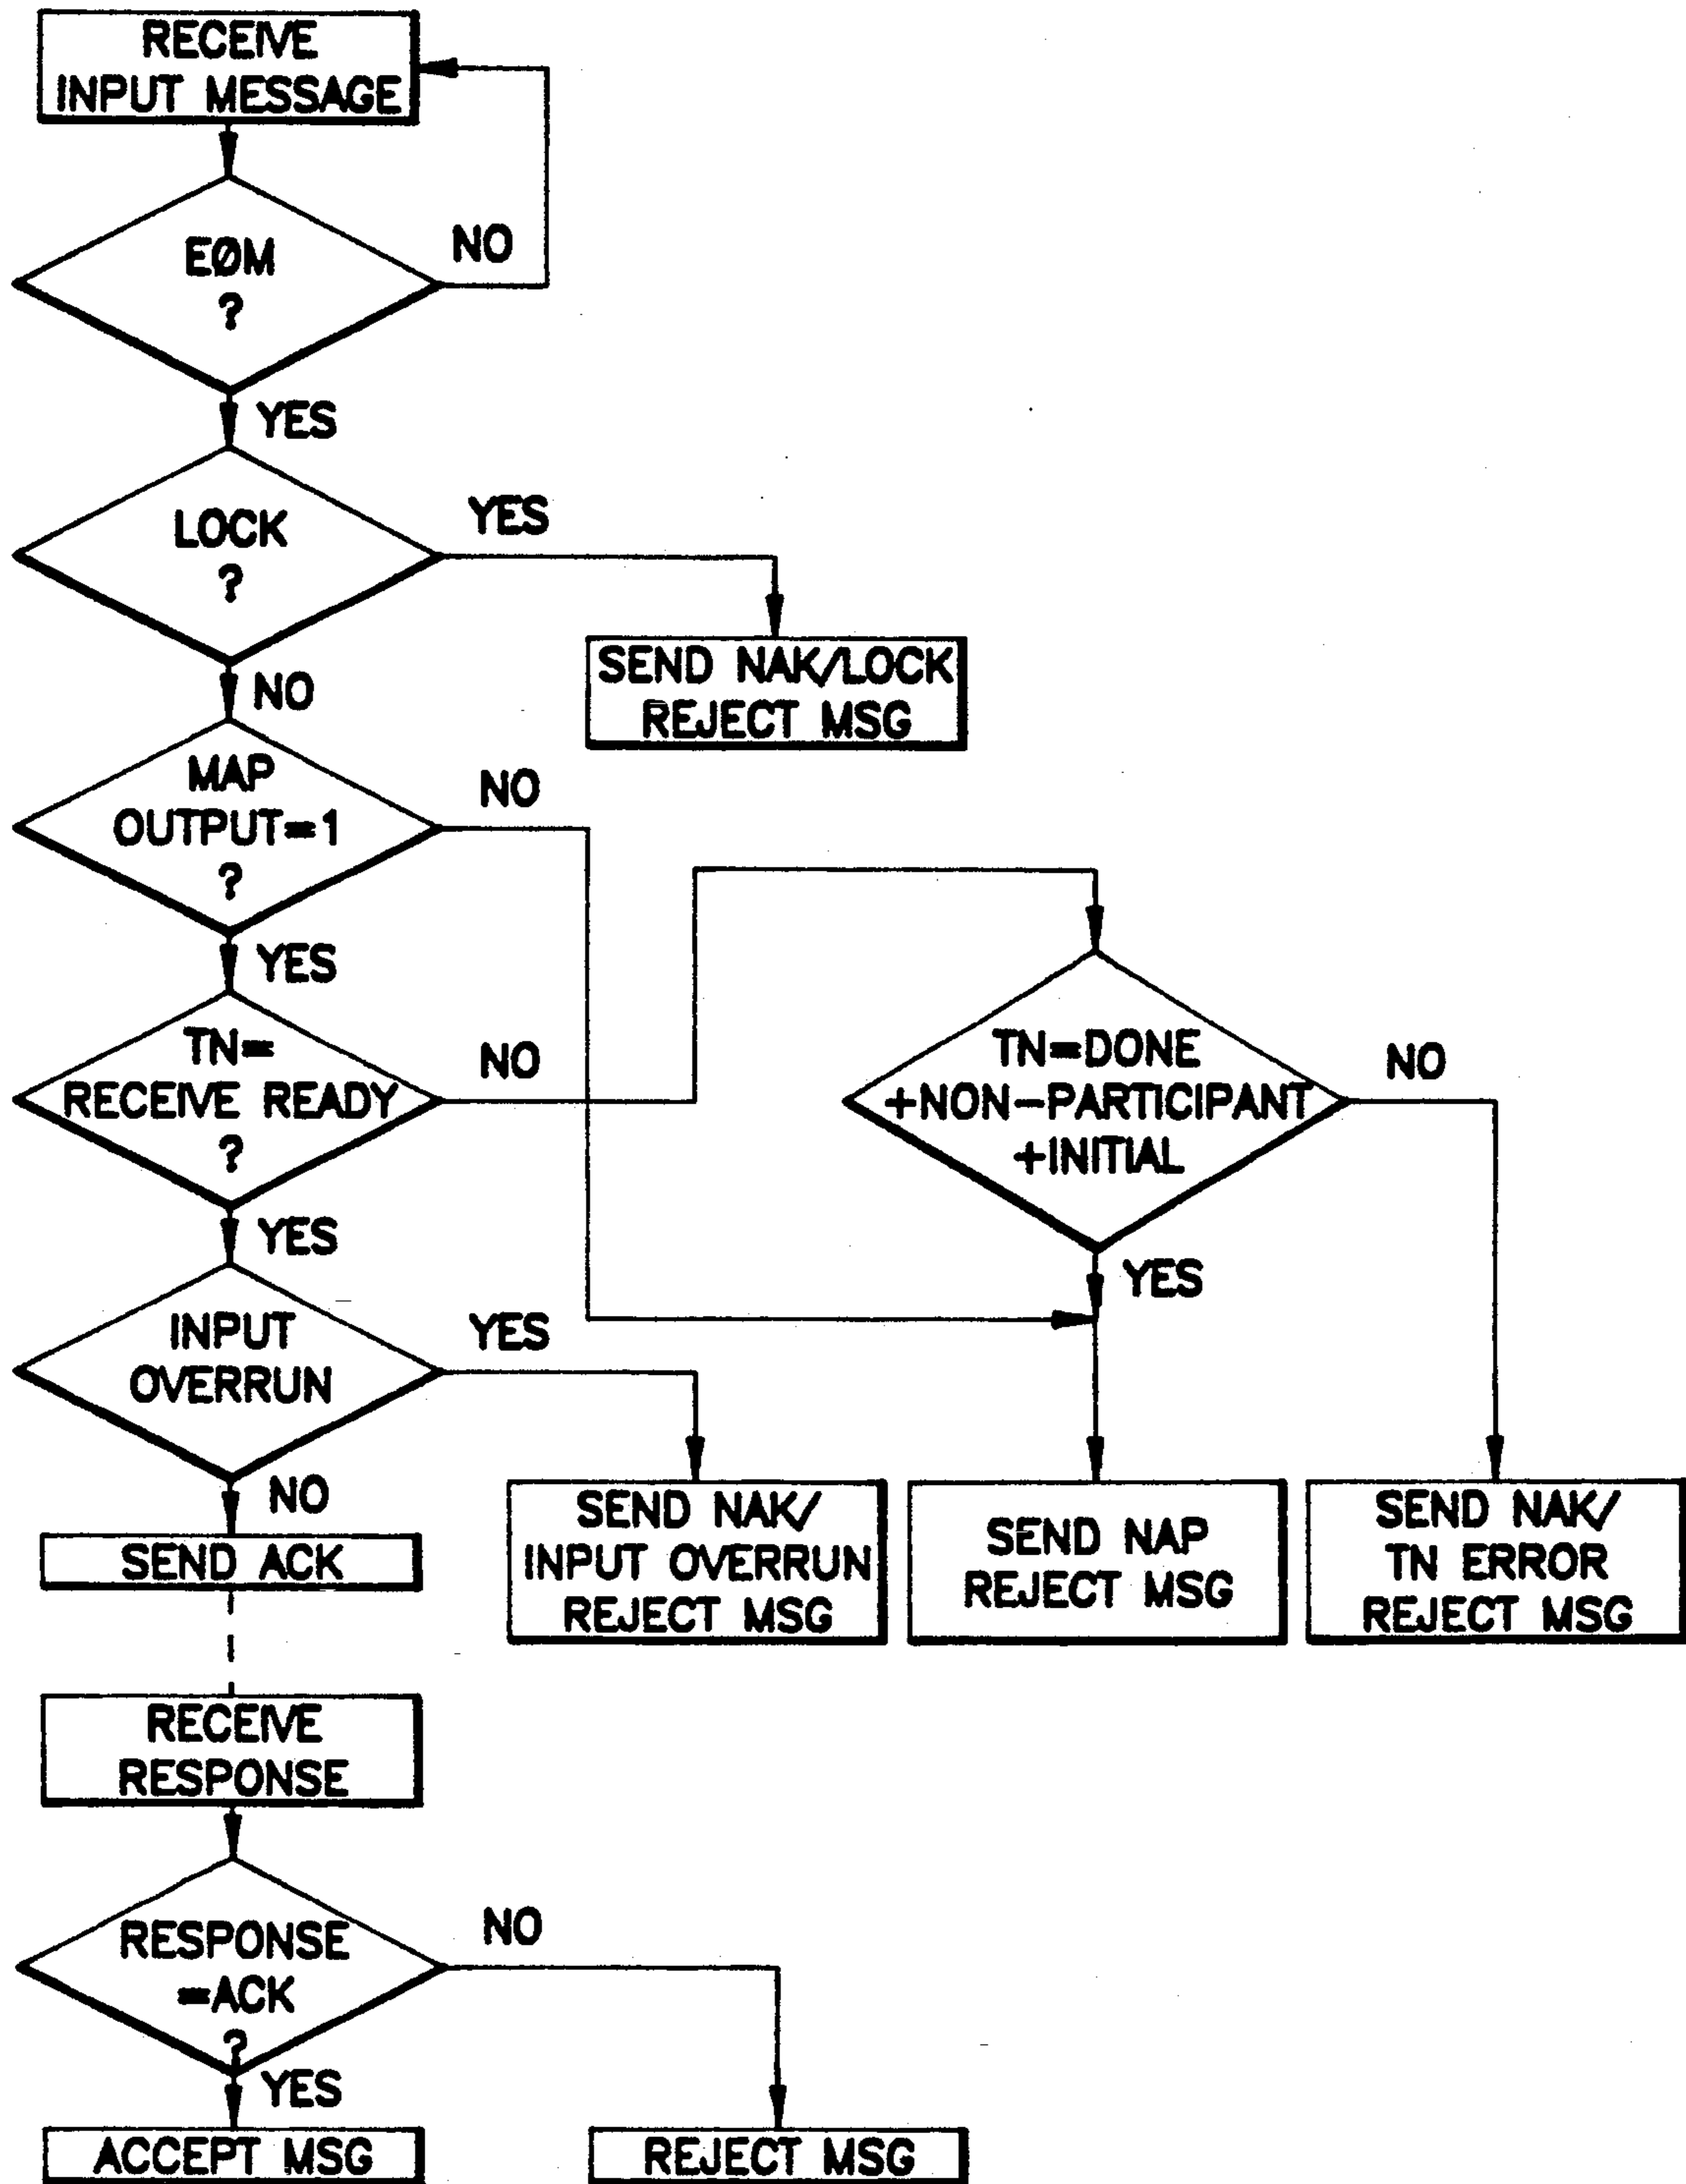 RECEIVE
INPUT MESSAGE
EØM
?
NO
YES
LOCK
?
YES
SEND NAK/LOCK
REJECT MSG
NO
MAP
OUTPUT=1
?
NO
YES
TN=
RECEIVE READY
?
NO
TN=DONE
+NON-PARTICIPANT
+INITIAL
NO
YES
YES
INPUT
OVERRUN
YES
NO
SEND ACK
SEND NAK/
INPUT OVERRUN
REJECT MSG
SEND NAP
REJECT MSG
SEND NAK/
TN ERROR
REJECT MSG
RECEIVE
RESPONSE
RESPONSE
=ACK
?
NO
YES
ACCEPT MSG
REJECT MSG